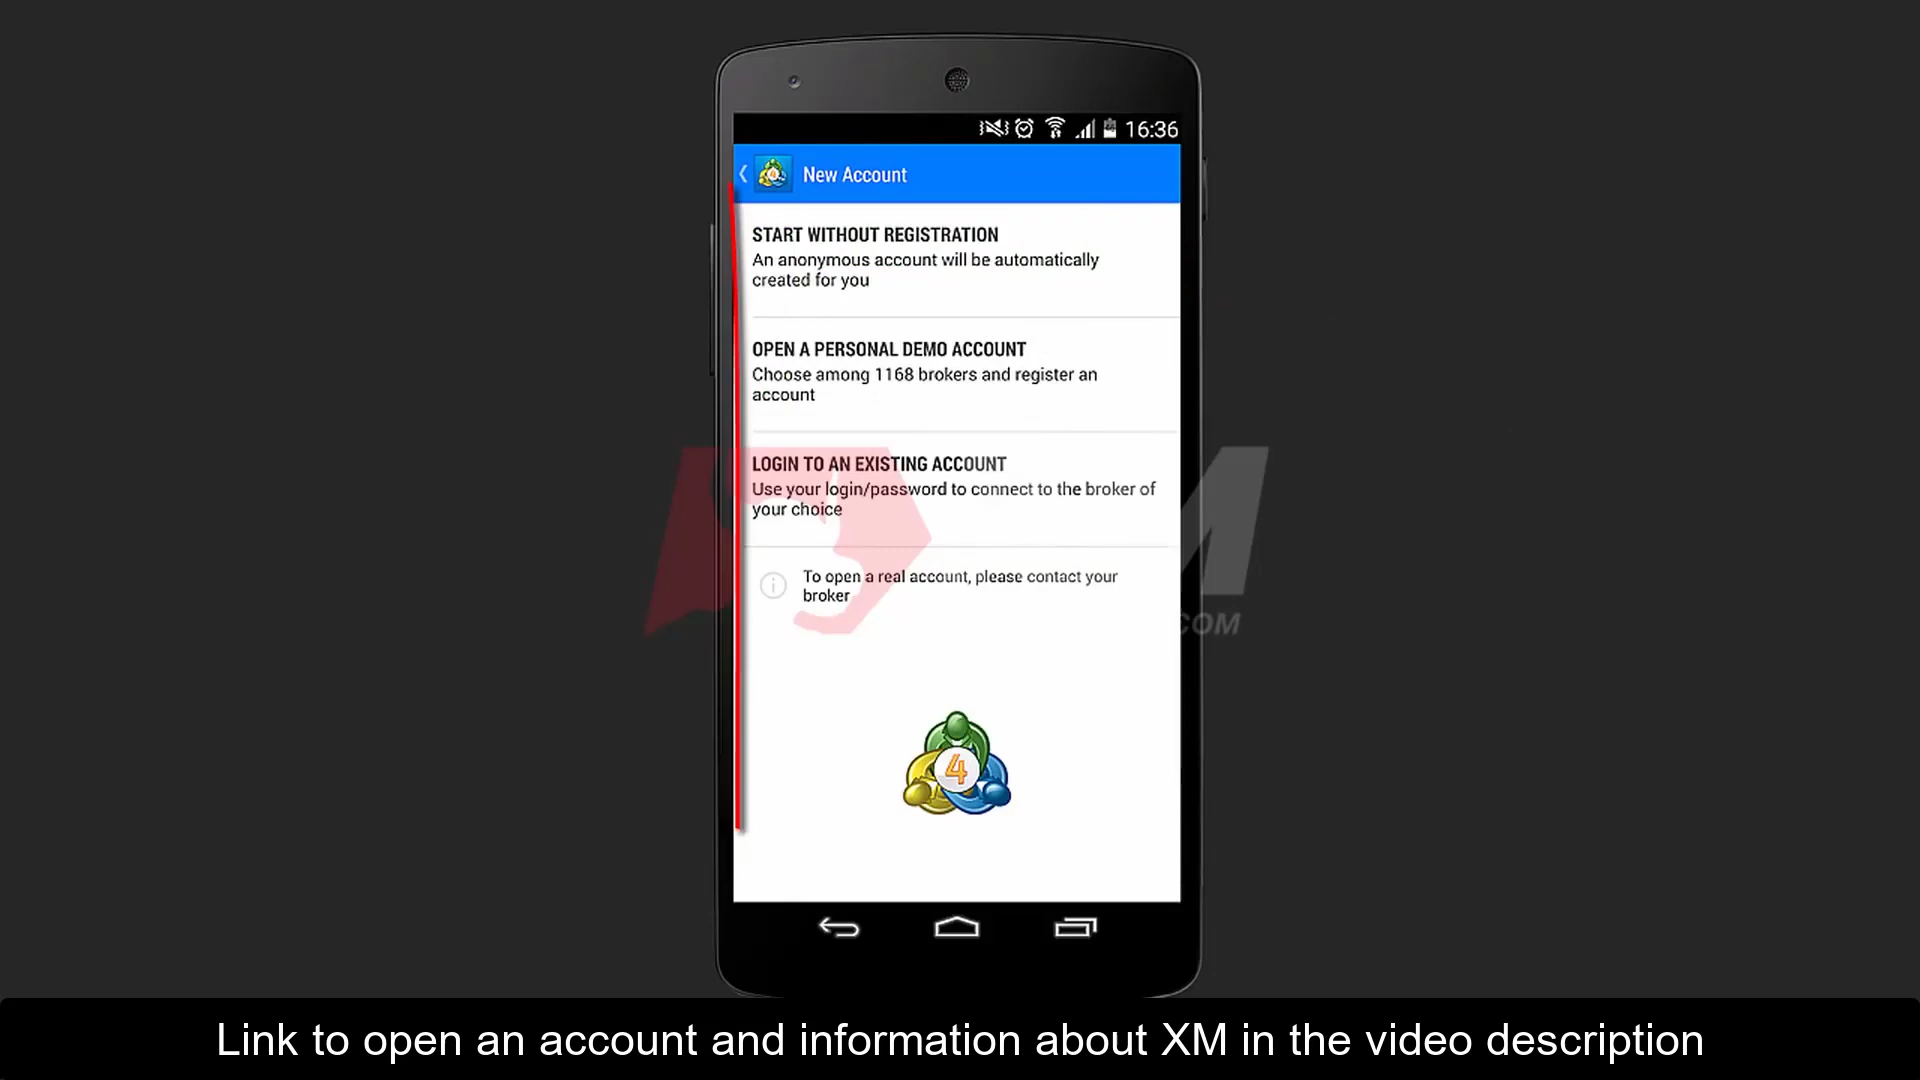 16:36
New Account
START WITHOUT REGISTRATION
An anonymous account will be automatically
created for you
OPEN A PERSONAL DEMO ACCOUNT
Choose among 1168 brokers and register an
account
LOGIN TO AN EXISTING ACCOUNT
Use your login/password to connect to the broker of
your choice
To open a real account, please contact your
broker
M
.COM
4
Link to open an account and information about XM in the video description